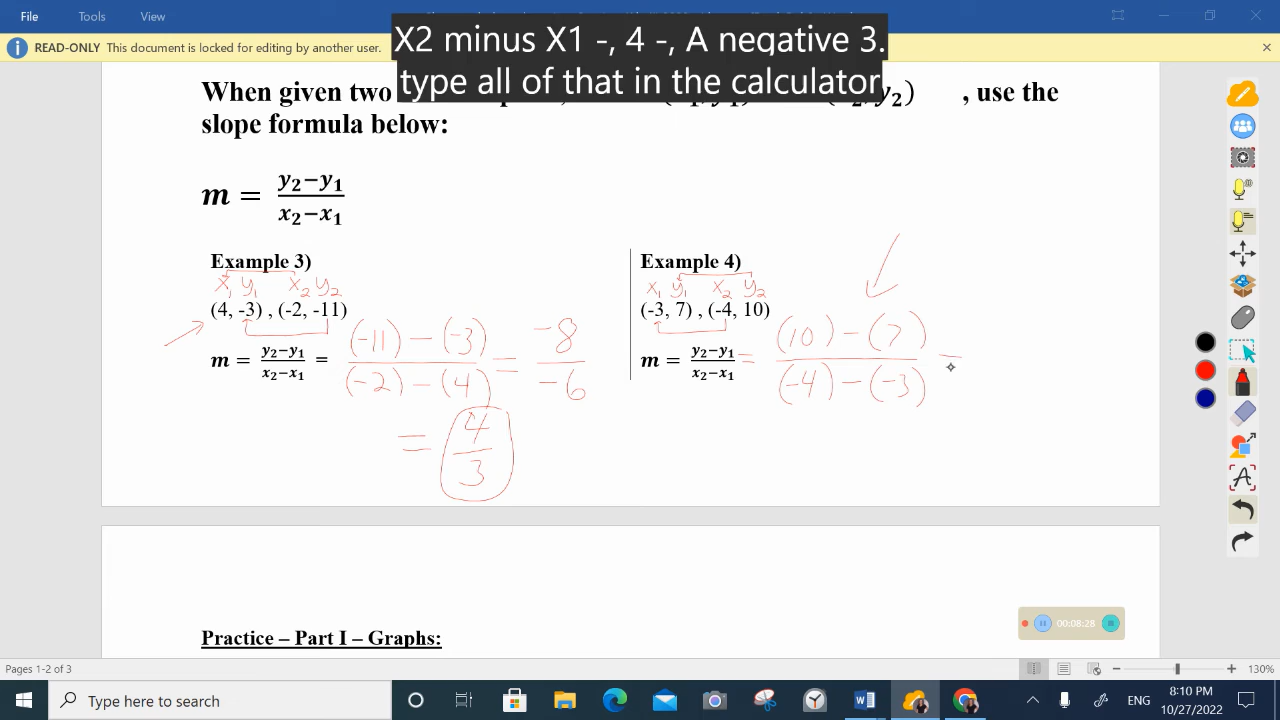 File Tools View
X2 minus X1 -, 4 -, A negative 3.
type all of that in the calculator
READ-ONLY This document is locked for editing by another user.
When given two , use the
slope formula below:
m = y₂−y₁ / x₂−x₁
Example 3)
x₁ y₁ x₂ y₂
(4, -3) , (-2, -11)
m = y₂−y₁ / x₂−x₁ = (-11) − (-3) / (-2) − (4) = -8 / -6
= 4 / 3
Example 4)
x₁ y₁ x₂ y₂
(-3, 7) , (-4, 10)
m = y₂−y₁ / x₂−x₁ = (10) − (7) / (-4) − (-3) =
Practice – Part I – Graphs:
00:08:28
Pages 1-2 of 3
130%
Type here to search
ENG
8:10 PM
10/27/2022